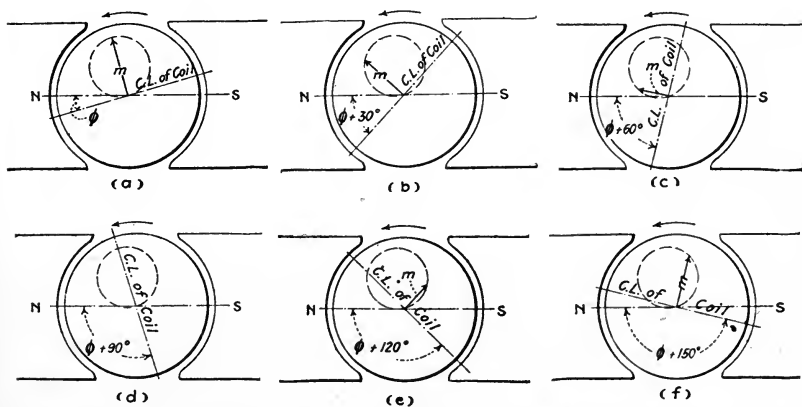 m
C.L. of Coil
N
S
ϕ
(a)
m
C.L. of Coil
N
S
ϕ+30°
(b)
m
C.L. of Coil
N
S
ϕ+60°
(c)
C.L. of Coil
N
S
ϕ+90°
(d)
C.L. of Coil
m
N
S
ϕ+120°
(e)
C.L. of Coil
m
N
S
ϕ+150°
(f)